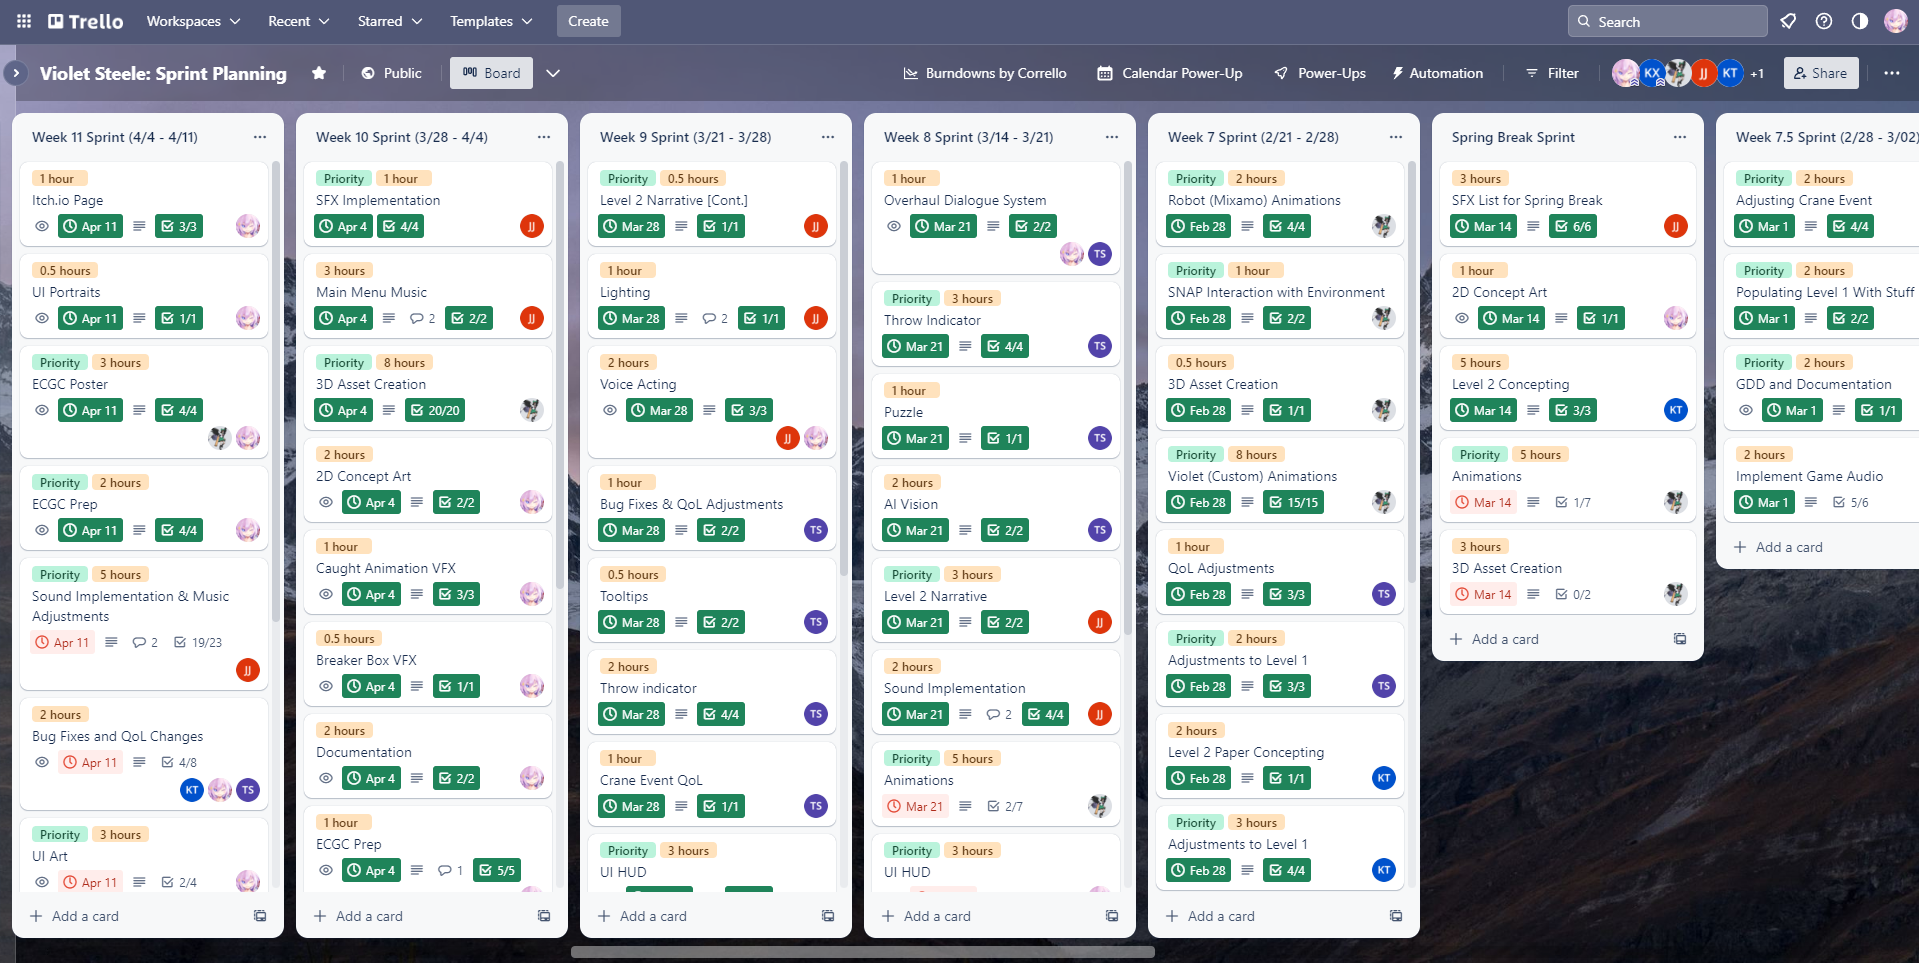 Trello
Workspaces
Recent
Starred
Templates
Create
Search
Violet Steele: Sprint Planning
Public
Board
Burndowns by Corrello
Calendar Power-Up
Power-Ups
Automation
Filter
KX
JJ
KT
+1
Share
Week 11 Sprint (4/4 - 4/11)
1 hour
Itch.io Page
Apr 11 3/3
0.5 hours
UI Portraits
Apr 11 1/1
Priority 3 hours
ECGC Poster
Apr 11 4/4
Priority 2 hours
ECGC Prep
Apr 11 4/4
Priority 5 hours
Sound Implementation & Music
Adjustments
Apr 11 2 19/23
JJ
2 hours
Bug Fixes and QoL Changes
Apr 11 4/8
KT TS
Priority 3 hours
UI Art
Apr 11 2/4
Add a card
Week 10 Sprint (3/28 - 4/4)
Priority 1 hour
SFX Implementation
Apr 4 4/4 JJ
3 hours
Main Menu Music
Apr 4 2 2/2 JJ
Priority 8 hours
3D Asset Creation
Apr 4 20/20
2 hours
2D Concept Art
Apr 4 2/2
1 hour
Caught Animation VFX
Apr 4 3/3
0.5 hours
Breaker Box VFX
Apr 4 1/1
2 hours
Documentation
Apr 4 2/2
1 hour
ECGC Prep
Apr 4 1 5/5
Add a card
Week 9 Sprint (3/21 - 3/28)
Priority 0.5 hours
Level 2 Narrative [Cont.]
Mar 28 1/1 JJ
1 hour
Lighting
Mar 28 2 1/1 JJ
2 hours
Voice Acting
Mar 28 3/3
JJ
1 hour
Bug Fixes & QoL Adjustments
Mar 28 2/2 TS
0.5 hours
Tooltips
Mar 28 2/2 TS
2 hours
Throw indicator
Mar 28 4/4 TS
1 hour
Crane Event QoL
Mar 28 1/1 TS
Priority 3 hours
UI HUD
Add a card
Week 8 Sprint (3/14 - 3/21)
1 hour
Overhaul Dialogue System
Mar 21 2/2
TS
Priority 3 hours
Throw Indicator
Mar 21 4/4 TS
1 hour
Puzzle
Mar 21 1/1 TS
2 hours
AI Vision
Mar 21 2/2 TS
Priority 3 hours
Level 2 Narrative
Mar 21 2/2 JJ
2 hours
Sound Implementation
Mar 21 2 4/4 JJ
Priority 5 hours
Animations
Mar 21 2/7
Priority 3 hours
UI HUD
Add a card
Week 7 Sprint (2/21 - 2/28)
Priority 2 hours
Robot (Mixamo) Animations
Feb 28 4/4
Priority 1 hour
SNAP Interaction with Environment
Feb 28 2/2
0.5 hours
3D Asset Creation
Feb 28 1/1
Priority 8 hours
Violet (Custom) Animations
Feb 28 15/15
1 hour
QoL Adjustments
Feb 28 3/3 TS
Priority 2 hours
Adjustments to Level 1
Feb 28 3/3 TS
2 hours
Level 2 Paper Concepting
Feb 28 1/1 KT
Priority 3 hours
Adjustments to Level 1
Feb 28 4/4 KT
Add a card
Spring Break Sprint
3 hours
SFX List for Spring Break
Mar 14 6/6 JJ
1 hour
2D Concept Art
Mar 14 1/1
5 hours
Level 2 Concepting
Mar 14 3/3 KT
Priority 5 hours
Animations
Mar 14 1/7
3 hours
3D Asset Creation
Mar 14 0/2
Add a card
Week 7.5 Sprint (2/28 - 3/02)
Priority 2 hours
Adjusting Crane Event
Mar 1 4/4
Priority 2 hours
Populating Level 1 With Stuff
Mar 1 2/2
Priority 2 hours
GDD and Documentation
Mar 1 1/1
2 hours
Implement Game Audio
Mar 1 5/6
Add a card